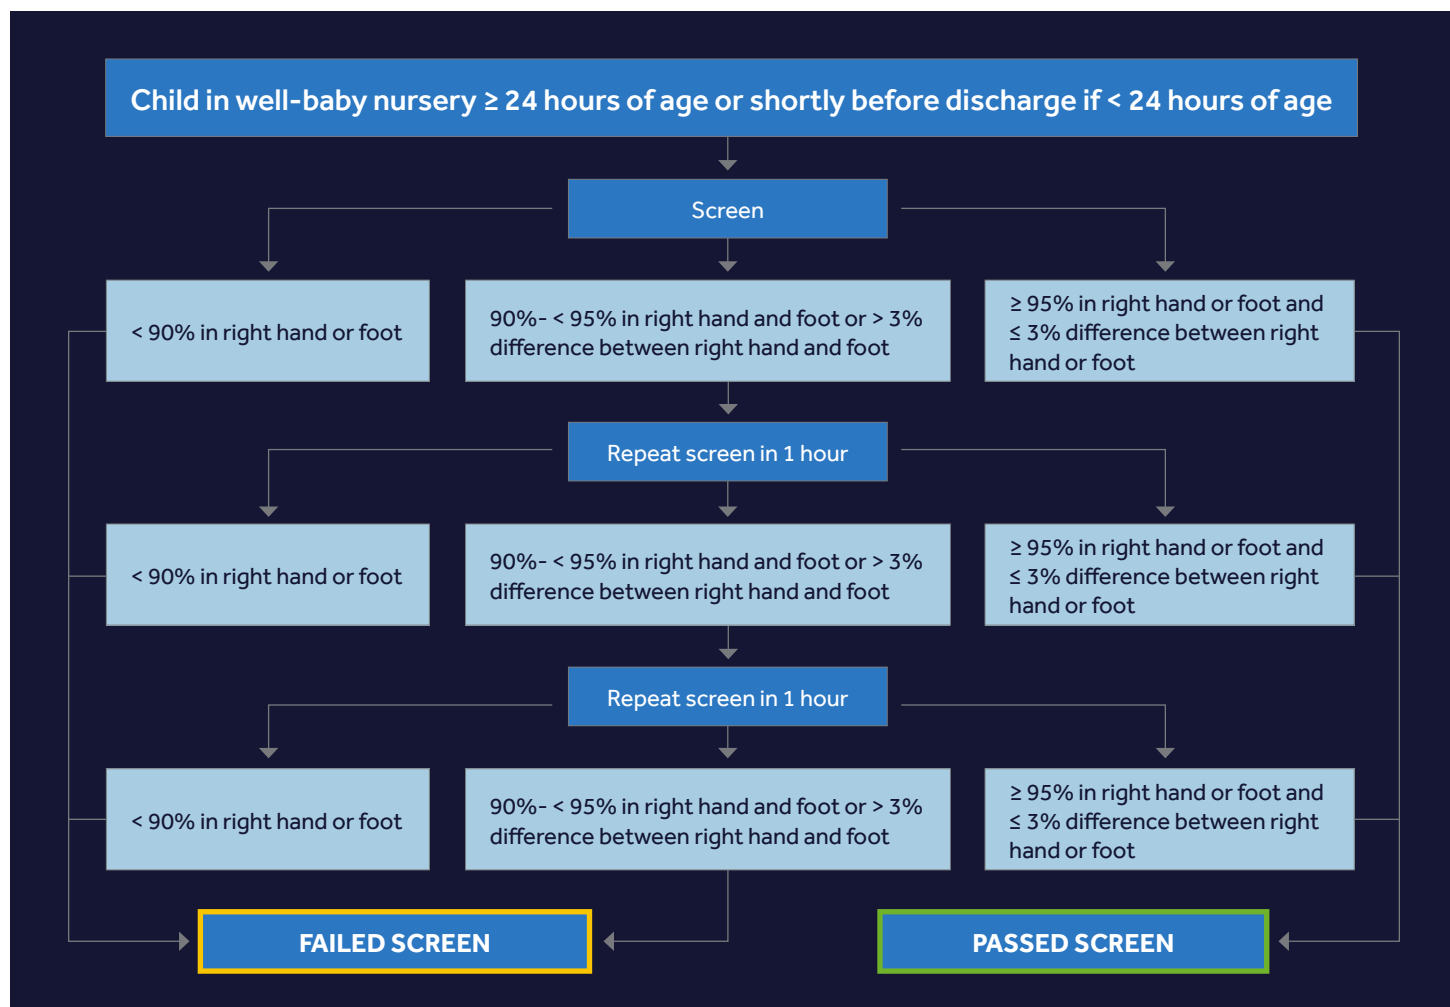 Child in well-baby nursery ≥ 24 hours of age or shortly before discharge if < 24 hours of age
Screen
< 90% in right hand or foot
90%- < 95% in right hand and foot or > 3%
difference between right hand and foot
≥ 95% in right hand or foot and
≤ 3% difference between right
hand or foot
Repeat screen in 1 hour
< 90% in right hand or foot
90%- < 95% in right hand and foot or > 3%
difference between right hand and foot
≥ 95% in right hand or foot and
≤ 3% difference between right
hand or foot
Repeat screen in 1 hour
< 90% in right hand or foot
90%- < 95% in right hand and foot or > 3%
difference between right hand and foot
≥ 95% in right hand or foot and
≤ 3% difference between right
hand or foot
FAILED SCREEN
PASSED SCREEN